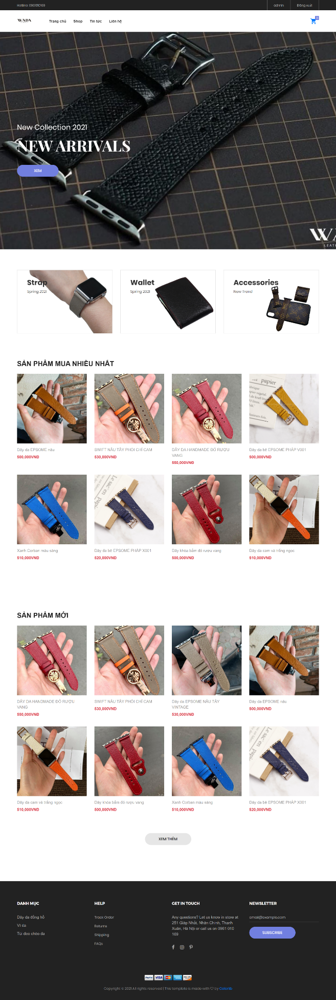 Hotline: 0961010169
admin
Đăng xuất
WADA
Trang chủ
Shop
Tin tức
Liên hệ
0
New Collection 2021
NEW ARRIVALS
XEM
WA
LEATH
Strap
Spring 2021
Wallet
Spring 2021
Accessories
New Trend
SẢN PHẨM MUA NHIỀU NHẤT
papier
Dây da EPSOME nâu
500,000VNĐ
SWIFT NÂU TÂY PHỐI CHỈ CAM
530,000VNĐ
DÂY DA HANDMADE ĐỎ RƯỢU
VANG
550,000VNĐ
Dây da bê EPSOME PHÁP V001
500,000VNĐ
Xanh Corban màu sáng
510,000VNĐ
Dây da bê EPSOME PHÁP X001
520,000VNĐ
Dây khóa bấm đỏ rượu vang
500,000VNĐ
Dây da cam và trắng ngọc
510,000VNĐ
SẢN PHẨM MỚI
DÂY DA HANDMADE ĐỎ RƯỢU
VANG
550,000VNĐ
SWIFT NÂU TÂY PHỐI CHỈ CAM
530,000VNĐ
Dây da EPSOME NÂU TÂY
VINTAGE
530,000VNĐ
Dây da EPSOME nâu
500,000VNĐ
Dây da cam và trắng ngọc
510,000VNĐ
Dây khóa bấm đỏ rượu vang
500,000VNĐ
Xanh Corban màu sáng
510,000VNĐ
Dây da bê EPSOME PHÁP X001
520,000VNĐ
XEM THÊM
DANH MỤC
Dây da đồng hồ
Ví da
Túi đeo chéo da
HELP
Track Order
Returns
Shipping
FAQs
GET IN TOUCH
Any questions? Let us know in store at
251 Giáp Nhất, Nhân Chính, Thanh
Xuân, Hà Nội or call us on 0961 010
169
NEWSLETTER
email@example.com
SUBSCRIBE
PayPal
VISA
Copyright © 2021 All rights reserved | This template is made with ♡ by Colorlib